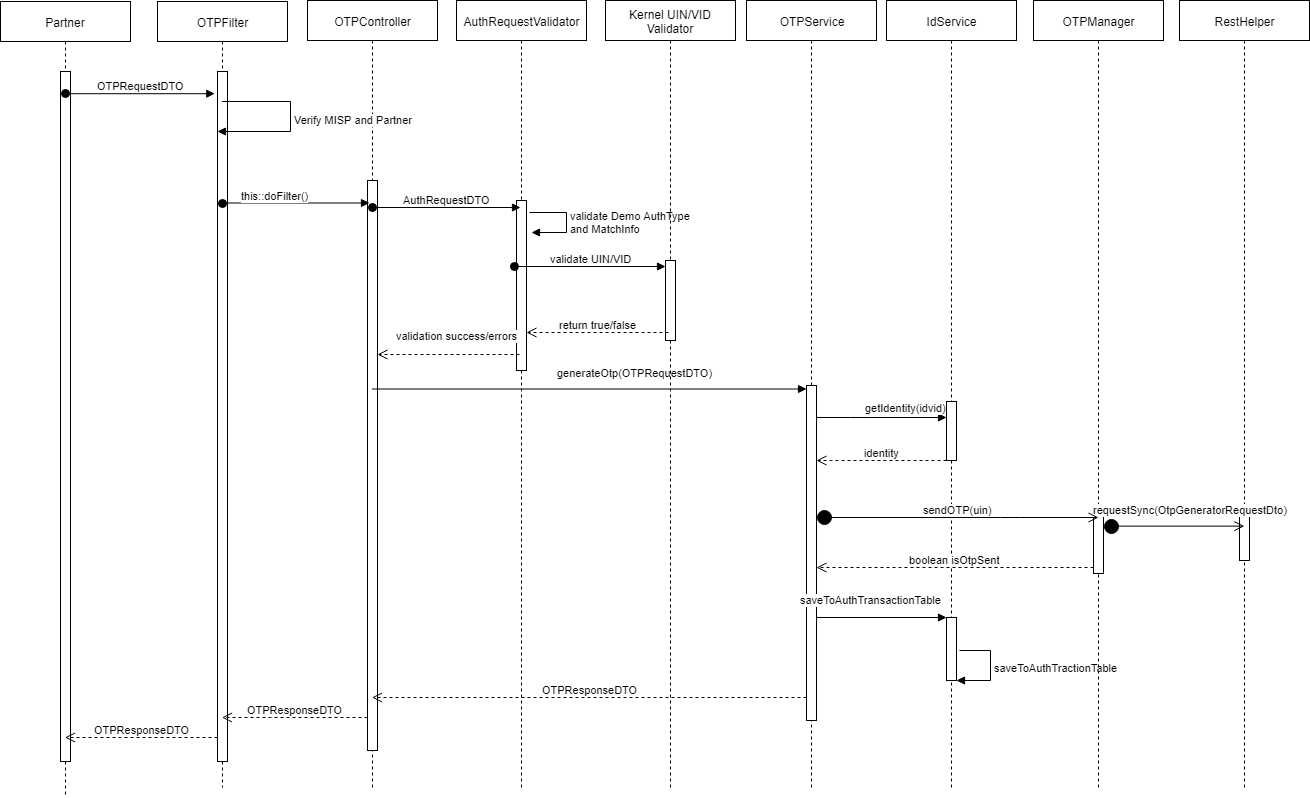 Partner
OTPFilter
OTPController
AuthRequestValidator
Kernel UIN/VID
Validator
OTPService
IdService
OTPManager
RestHelper
OTPRequestDTO
Verify MISP and Partner
this::doFilter()
AuthRequestDTO
validate Demo AuthType
and MatchInfo
validate UIN/VID
return true/false
validation success/errors
generateOtp(OTPRequestDTO)
getIdentity(idvid)
identity
sendOTP(uin)
requestSync(OtpGeneratorRequestDto)
boolean isOtpSent
saveToAuthTransactionTable
saveToAuthTractionTable
OTPResponseDTO
OTPResponseDTO
OTPResponseDTO